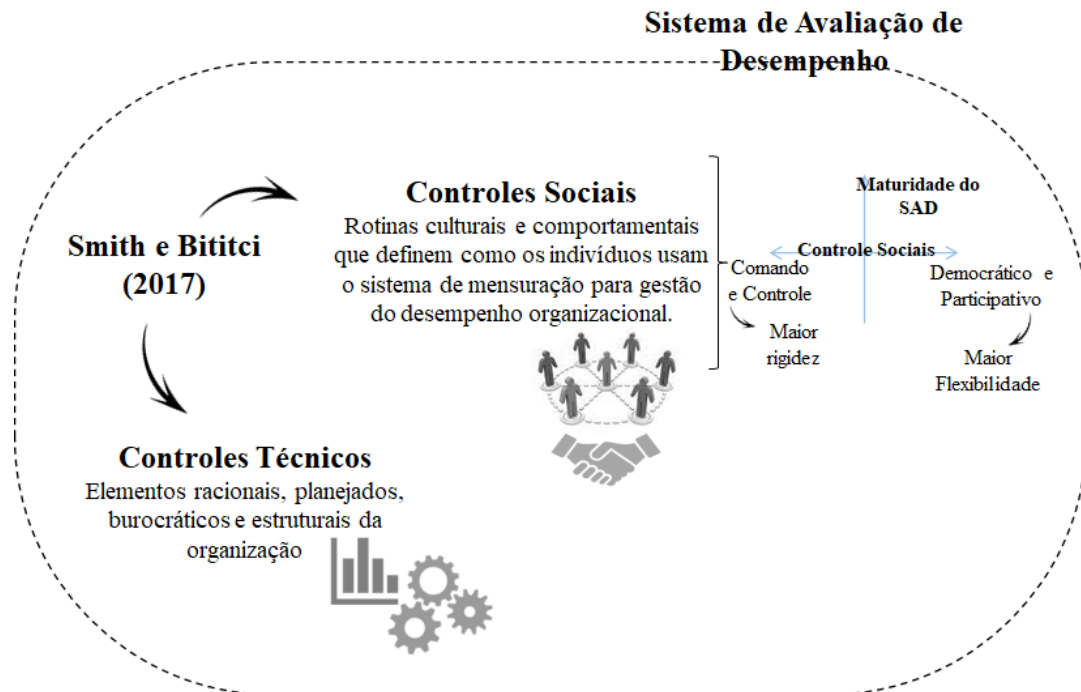 Sistema de Avaliação de
Desempenho
Smith e Bititci
(2017)
Controles Sociais
Rotinas culturais e comportamentais
que definem como os indivíduos usam
o sistema de mensuração para gestão
do desempenho organizacional.
Maturidade do
SAD
Controle Sociais
Comando
e Controle
Maior
rigidez
Democrático e
Participativo
Maior
Flexibilidade
Controles Técnicos
Elementos racionais, planejados,
burocráticos e estruturais da
organização